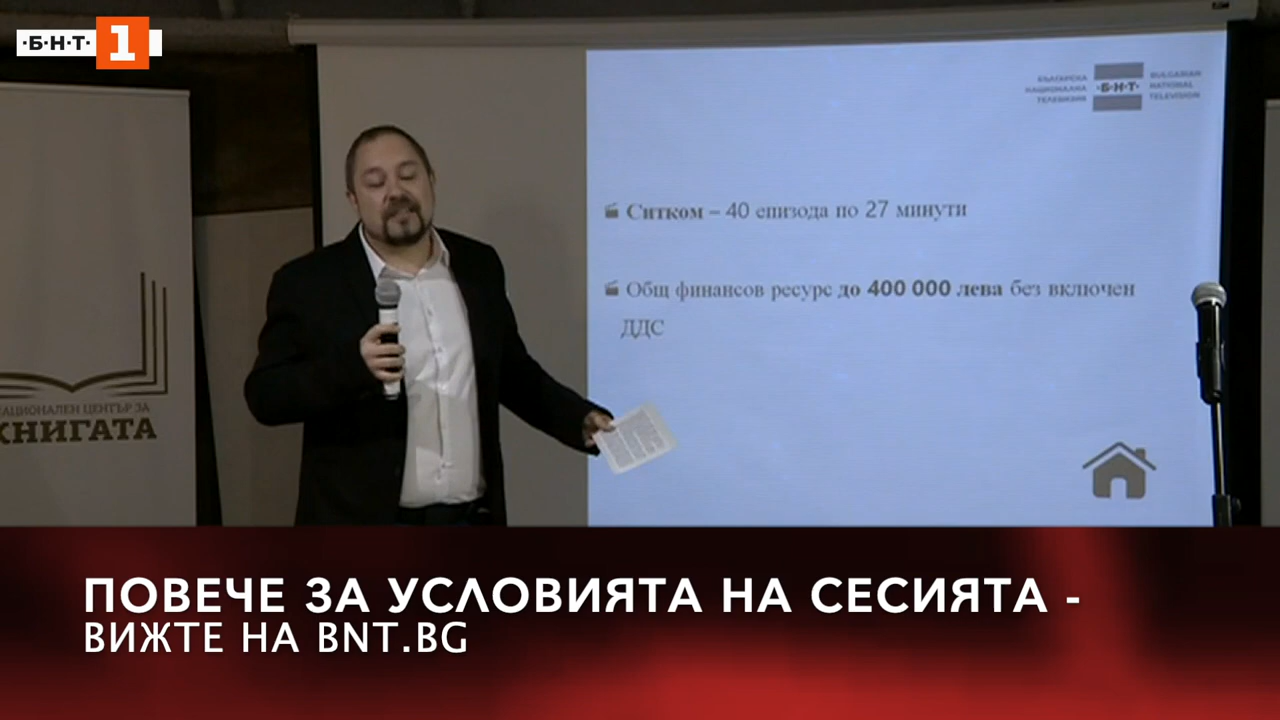 ·Б·Н·Т· 1
БЪЛГАРСКА
НАЦИОНАЛНА
ТЕЛЕВИЗИЯ
·Б·Н·Т·
BULGARIAN
NATIONAL
TELEVISION
Ситком – 40 епизода по 27 минути
Общ финансов ресурс до 400 000 лева без включен
ДДС
НАЦИОНАЛЕН ЦЕНТЪР ЗА
КНИГАТА
ПОВЕЧЕ ЗА УСЛОВИЯТА НА СЕСИЯТА -
ВИЖТЕ НА BNT.BG